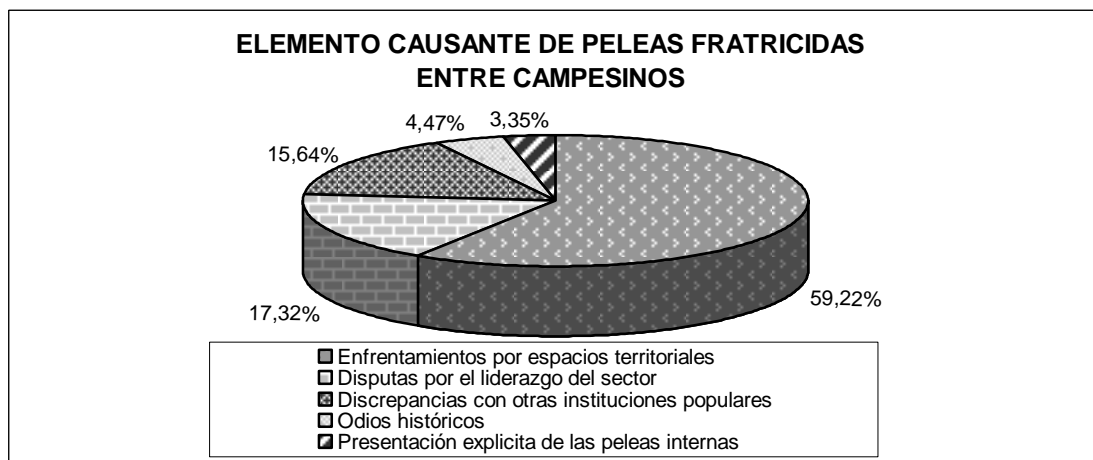 ELEMENTO CAUSANTE DE PELEAS FRATRICIDAS
ENTRE CAMPESINOS
4,47%
3,35%
15,64%
17,32%
59,22%
Enfrentamientos por espacios territoriales
Disputas por el liderazgo del sector
Discrepancias con otras instituciones populares
Odios históricos
Presentación explicita de las peleas internas